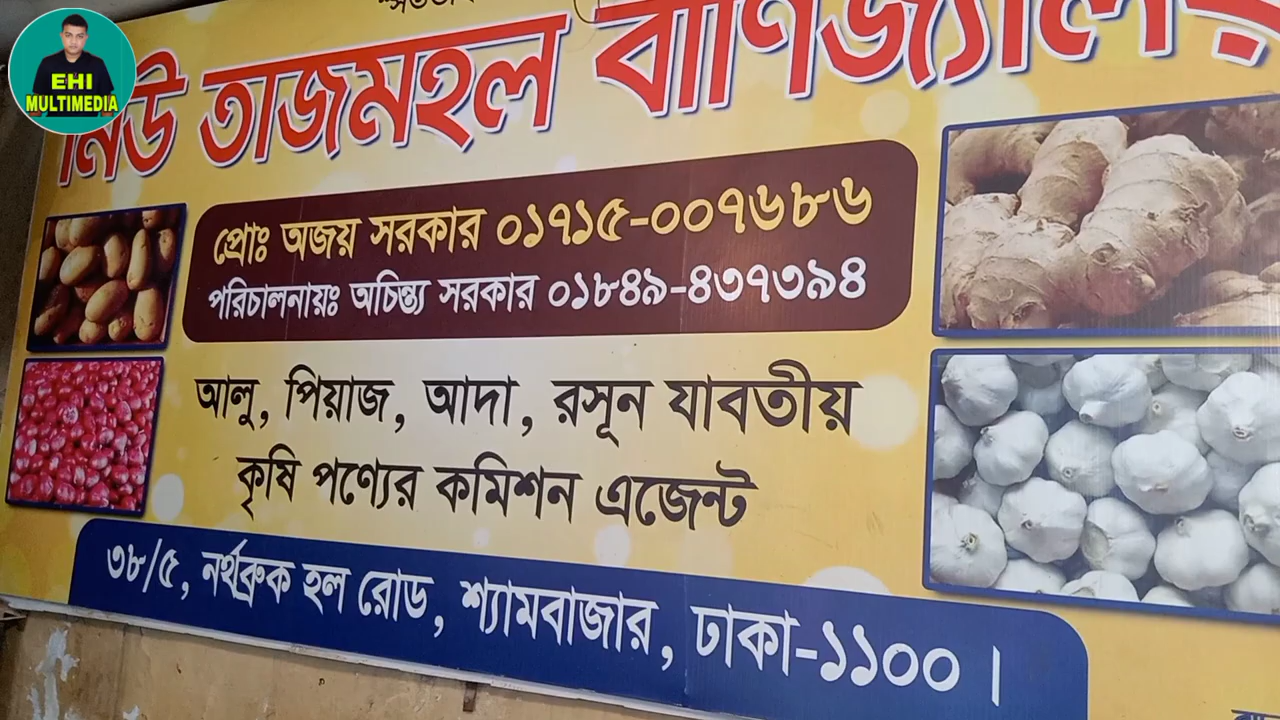 EHI
MULTIMEDIA
নিউ তাজমহল বাণিজ্যালয়
প্রোঃ অজয় সরকার ০১৭১৫-০০৭৬৮৬
পরিচালনায়ঃ অচিন্ত্য সরকার ০১৮৪৯-৪৩৭৩৯৪
আলু, পিয়াজ, আদা, রসূন যাবতীয়
কৃষি পণ্যের কমিশন এজেন্ট
৩৮/৫, নর্থব্রুক হল রোড, শ্যামবাজার, ঢাকা-১১০০।